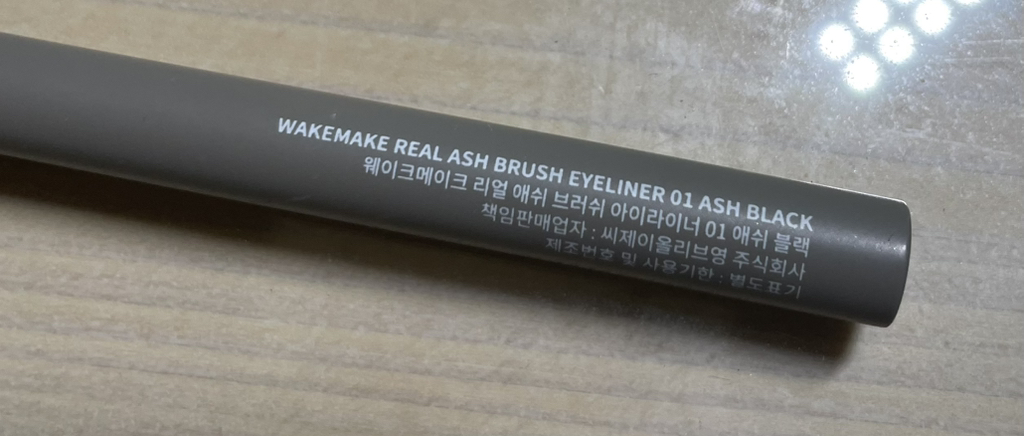 WAKEMAKE REAL ASH BRUSH EYELINER 01 ASH BLACK
웨이크메이크 리얼 애쉬 브러쉬 아이라이너 01 애쉬 블랙
책임판매업자 : 씨제이올리브영 주식회사
제조번호 및 사용기한 : 별도표기